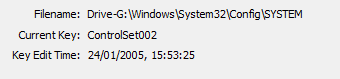 Filename: Drive-G:\Windows\System32\Config\SYSTEM
Current Key: ControlSet002
Key Edit Time: 24/01/2005, 15:53:25